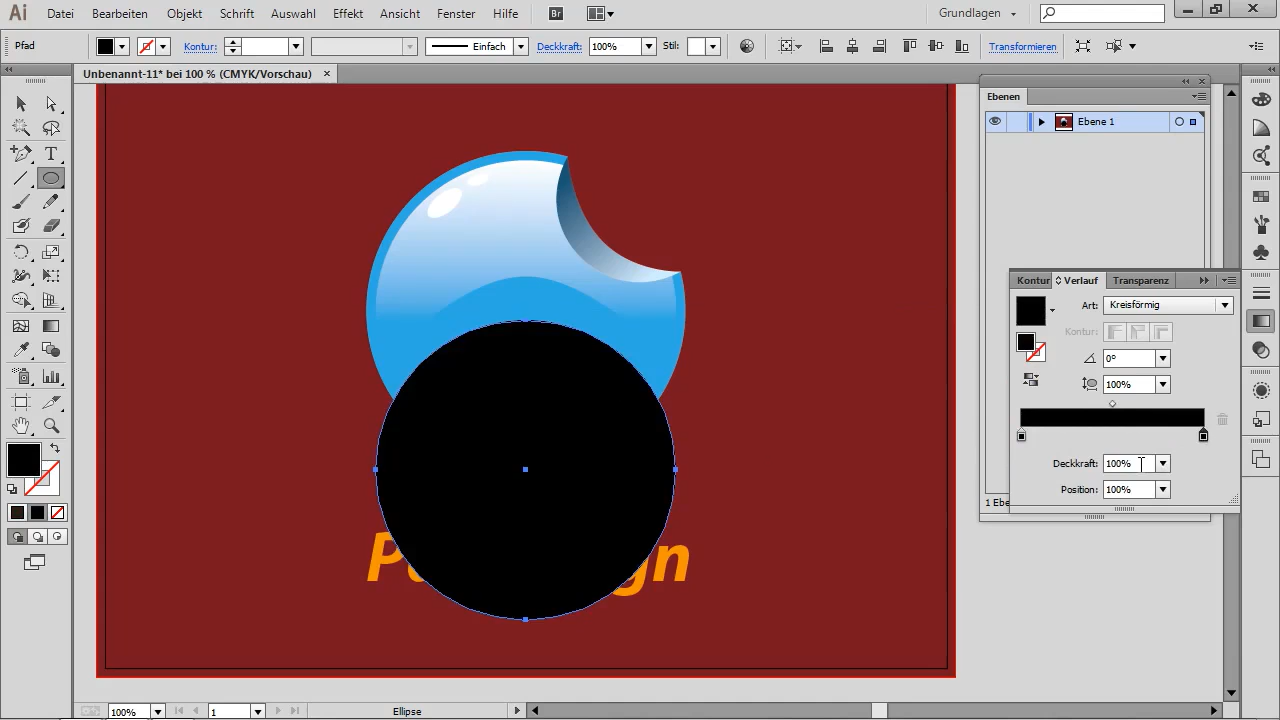 Ai Datei Bearbeiten Objekt Schrift Auswahl Effekt Ansicht Fenster Hilfe Br Grundlagen
Pfad Kontur: Einfach Deckkraft: 100% Stil: Transformieren
Unbenannt-11* bei 100 % (CMYK/Vorschau)
Ebenen
Ebene 1
Kontur Verlauf Transparenz
Art: Kreisförmig
Kontur:
0°
100%
Deckkraft: 100%
Position: 100%
1 Ebe
100% 1 Ellipse